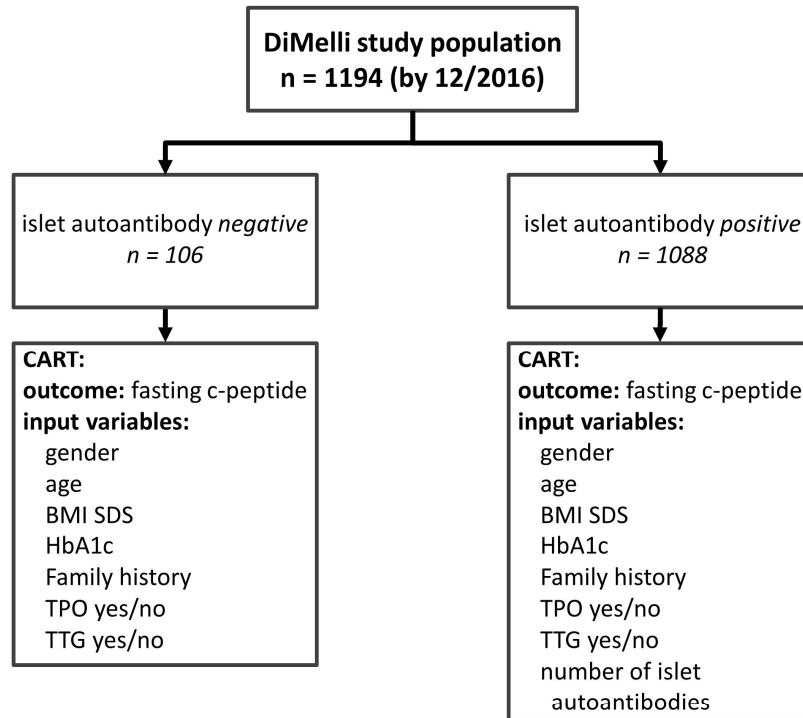 DiMelli study population
n = 1194 (by 12/2016)
islet autoantibody negative
n = 106
islet autoantibody positive
n = 1088
CART:
outcome: fasting c-peptide
input variables:
gender
age
BMI SDS
HbA1c
Family history
TPO yes/no
TTG yes/no
CART:
outcome: fasting c-peptide
input variables:
gender
age
BMI SDS
HbA1c
Family history
TPO yes/no
TTG yes/no
number of islet
autoantibodies